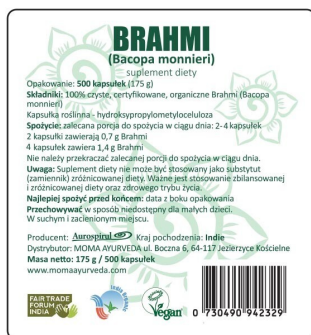 BRAHMI
(Bacopa monnieri)
suplement diety
Opakowanie: 500 kapsułek (175 g)
Składniki: 100% czyste, certyfikowane, organiczne Brahmi (Bacopa
monnieri)
Kapsułka roślinna - hydroksypropylometyloceluloza
Spożycie: zalecana porcja do spożycia w ciągu dnia: 2-4 kapsułek
2 kapsułki zawierają 0,7 g Brahmi
4 kapsułek zawiera 1,4 g Brahmi
Nie należy przekraczać zalecanej porcji do spożycia w ciągu dnia.
Uwaga: Suplement diety nie może być stosowany jako substytut
(zamiennik) zróżnicowanej diety. Ważne jest stosowanie zbilansowanej
i zróżnicowanej diety oraz zdrowego trybu życia.
Najlepiej spożyć przed końcem: data z boku opakowania
Przechowywać w sposób niedostępny dla małych dzieci.
W suchym i zacienionym miejscu.
Producent: Aurospirul Kraj pochodzenia: Indie
Dystrybutor: MOMA AYURVEDA ul. Boczna 6, 64-117 Jezierzyce Kościelne
Masa netto: 175 g / 500 kapsułek
www.momaayurveda.com
FAIR TRADE
FORUM
INDIA
Vegan
0 730490 942329